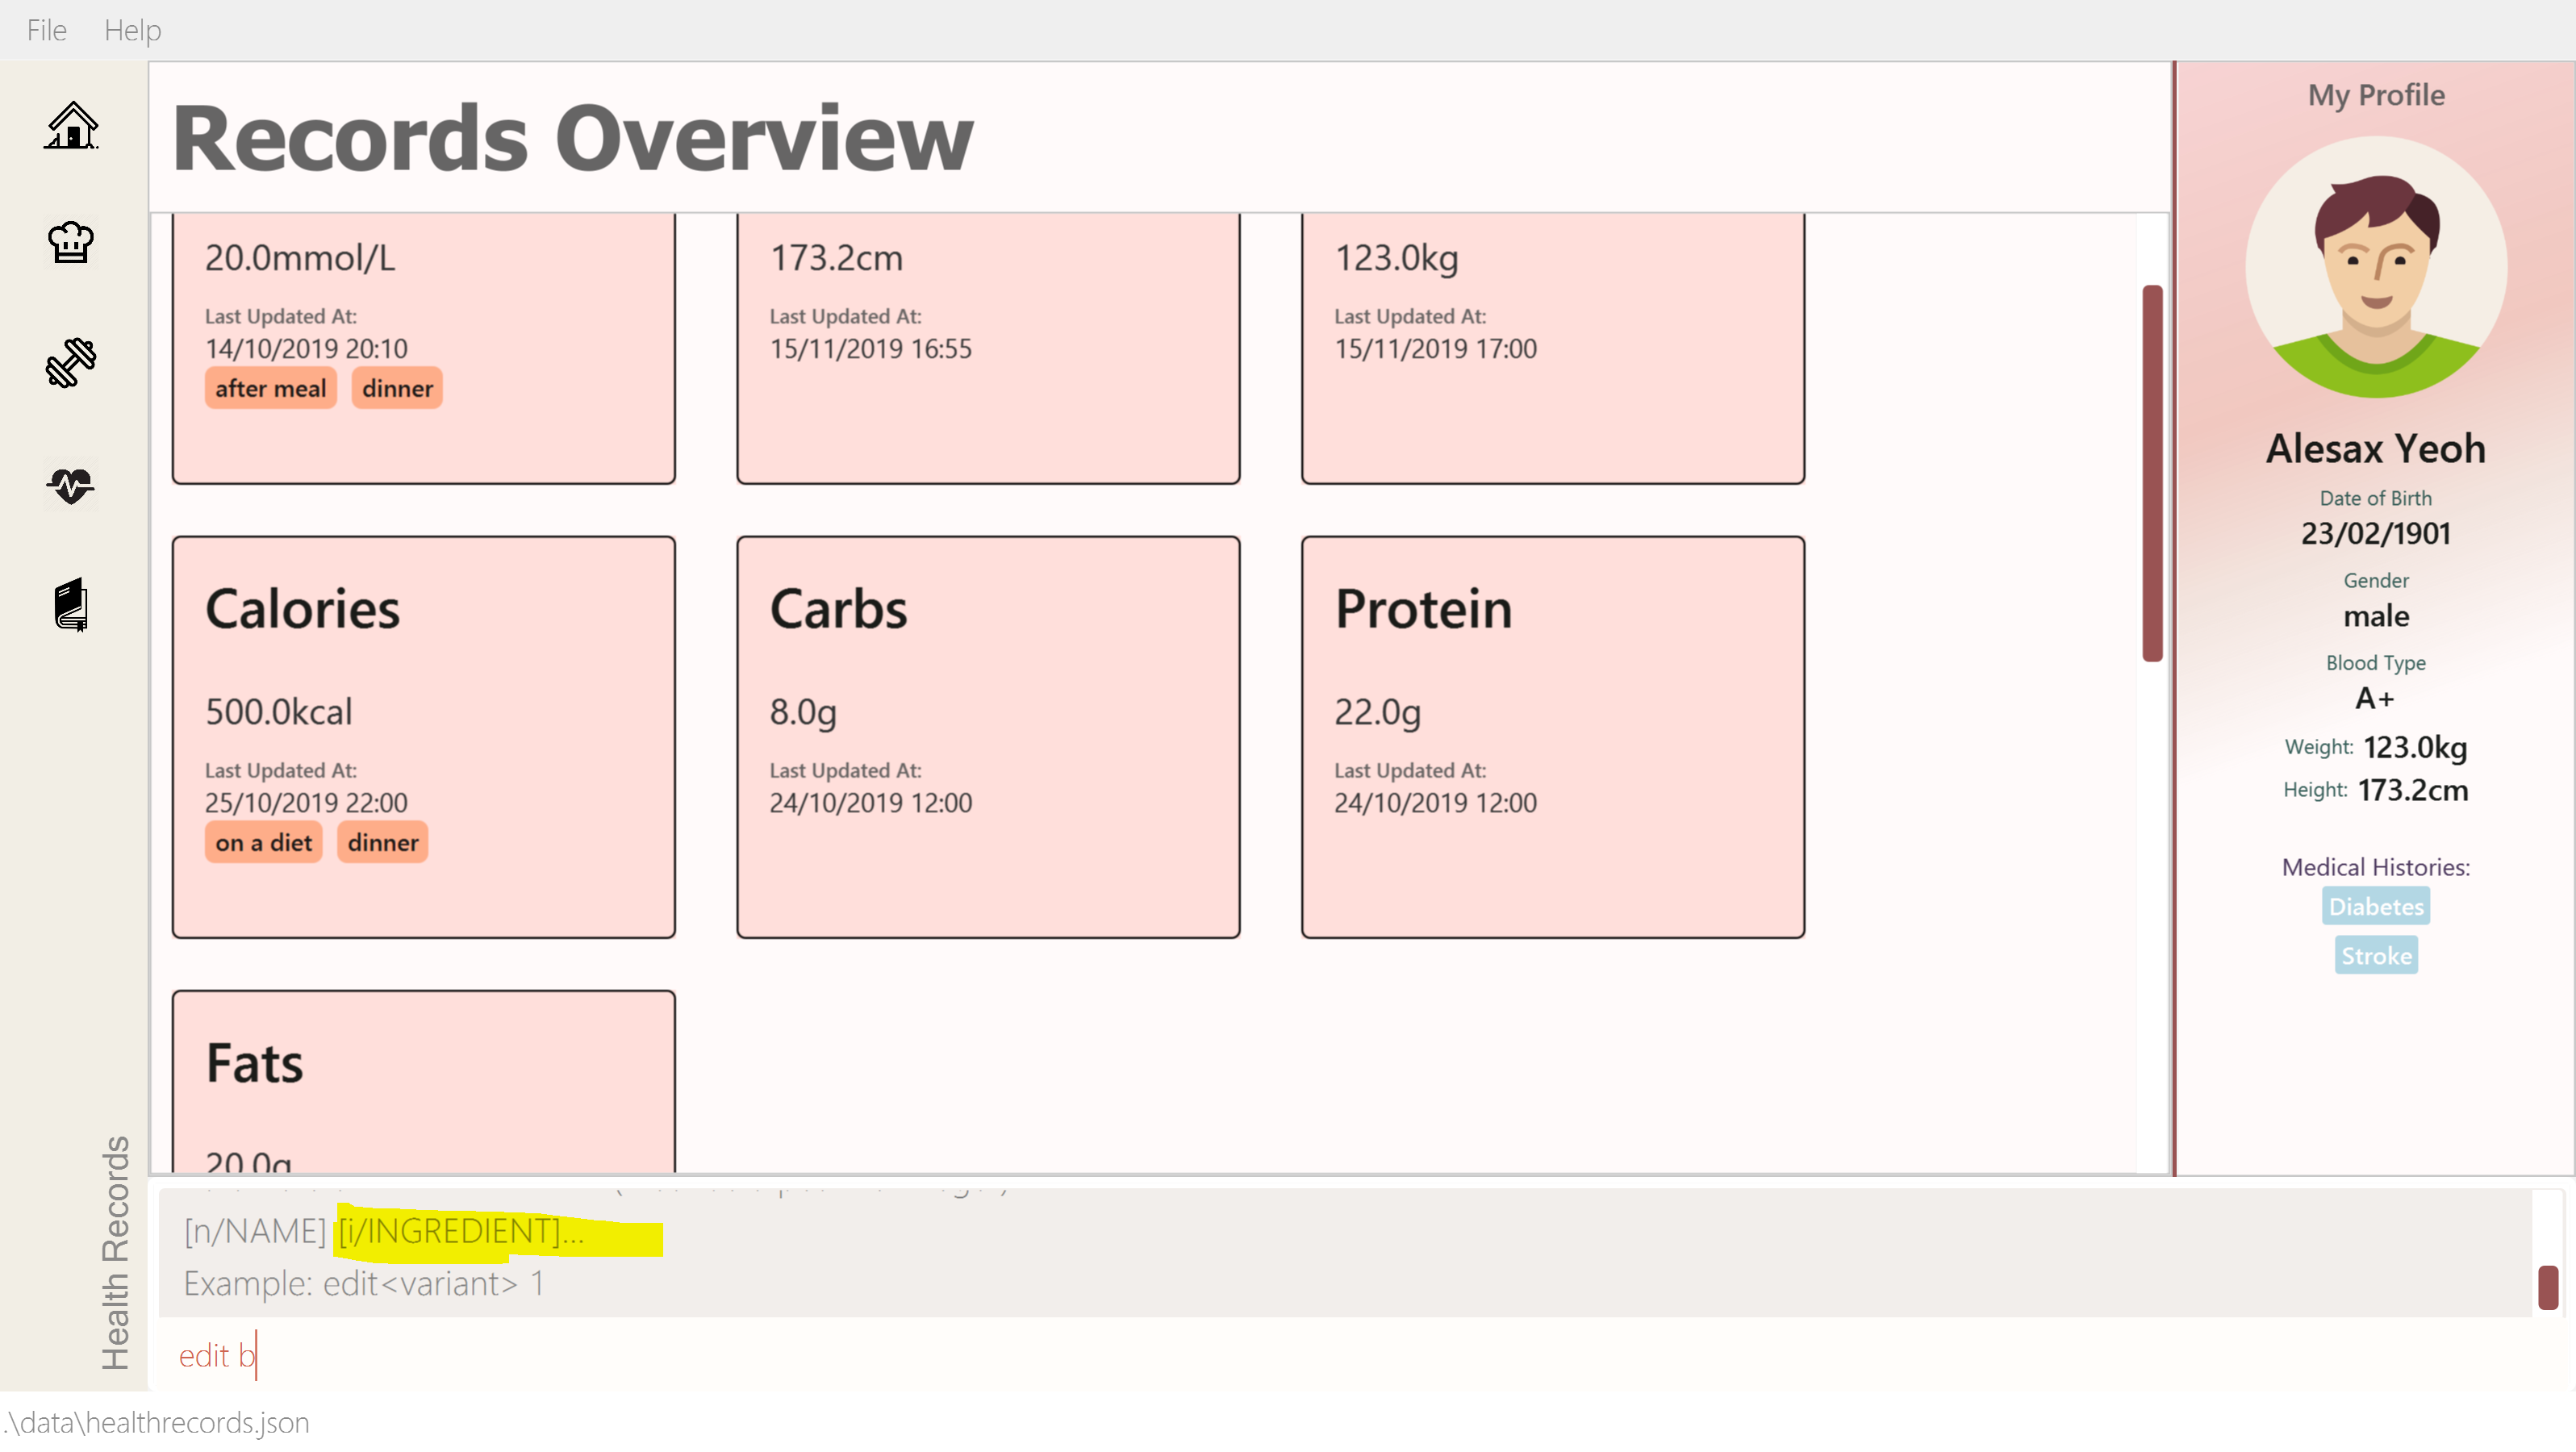 File Help
Records Overview
20.0mmol/L
Last Updated At:
14/10/2019 20:10
after meal dinner
173.2cm
Last Updated At:
15/11/2019 16:55
123.0kg
Last Updated At:
15/11/2019 17:00
Calories
500.0kcal
Last Updated At:
25/10/2019 22:00
on a diet dinner
Carbs
8.0g
Last Updated At:
24/10/2019 12:00
Protein
22.0g
Last Updated At:
24/10/2019 12:00
Fats
20.0g
My Profile
Alesax Yeoh
Date of Birth
23/02/1901
Gender
male
Blood Type
A+
Weight: 123.0kg
Height: 173.2cm
Medical Histories:
Diabetes
Stroke
Health Records
[n/NAME] [i/INGREDIENT]...
Example: edit<variant> 1
edit b
.\data\healthrecords.json